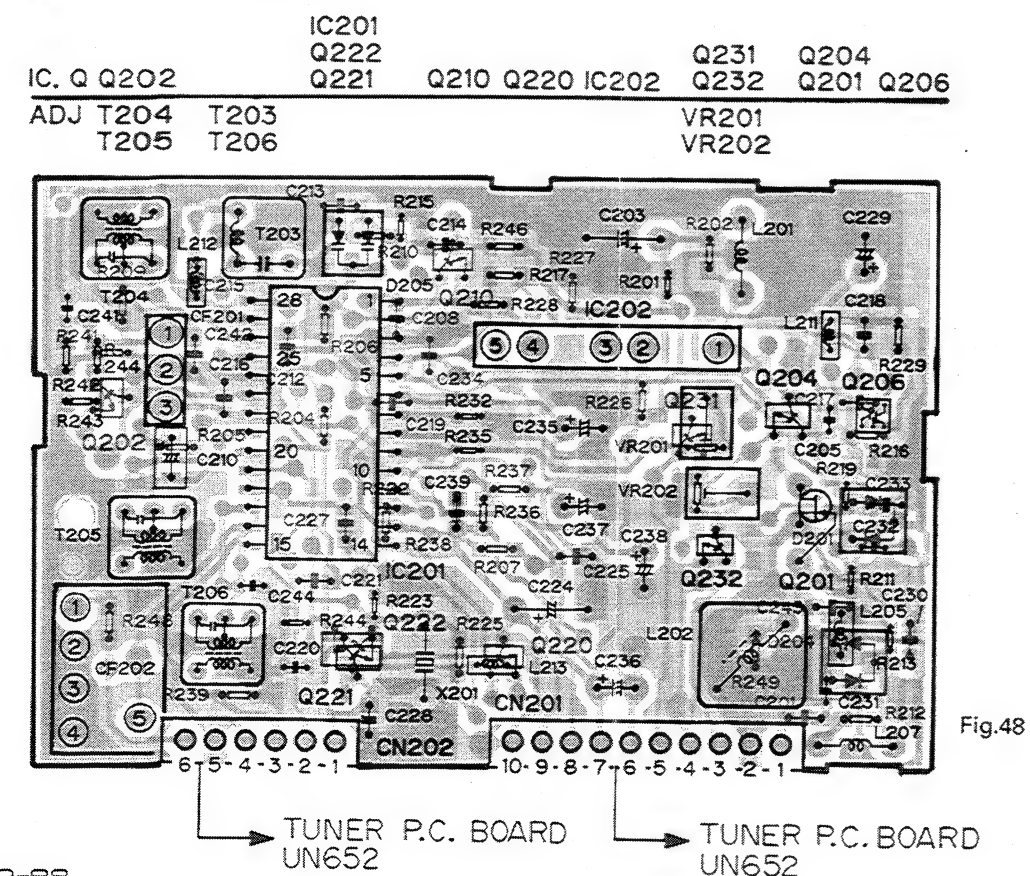 IC201
Q222 Q231 Q204
IC. Q Q202 Q221 Q210 Q220 IC202 Q232 Q201 Q206
ADJ T204 T203 VR201
T205 T206 VR202
C213 R215 C214 R246 C203 R202 L201 C229
L212 T203 R210 R227
R209 C215 R217 R201
T204 D205 Q210 R228 IC202 C218
C241 CF201 28 1 C208 L211
R241 1 C242 R206 5 4 3 2 1 R229
C216 25 5 C234
R242 2 C212 R232 R226 Q231 Q204 Q206
R243 3 R204 C219 C235 C217
Q202 R205 20 R235 VR201 C205 R216
C210 10 R237 R219
C239 VR202 C233
T205 C227 R236 C237 C238 C232
15 14 R238 D201
R207 C225 Q232 Q201 R211
T206 C244 C221 IC201 C224 C230
1 R248 R223 L205
2 C220 R244 Q222 R225 Q220 L202 D204 R213
CF202 L213 C236 R249
3 R239 Q221 X201 CN201 C201 C231 R212
4 5 C228 CN202 L207
Fig.48
6-5-4-3-2-1 10-9-8-7-6-5-4-3-2-1
TUNER P.C. BOARD TUNER P.C. BOARD
UN652 UN652